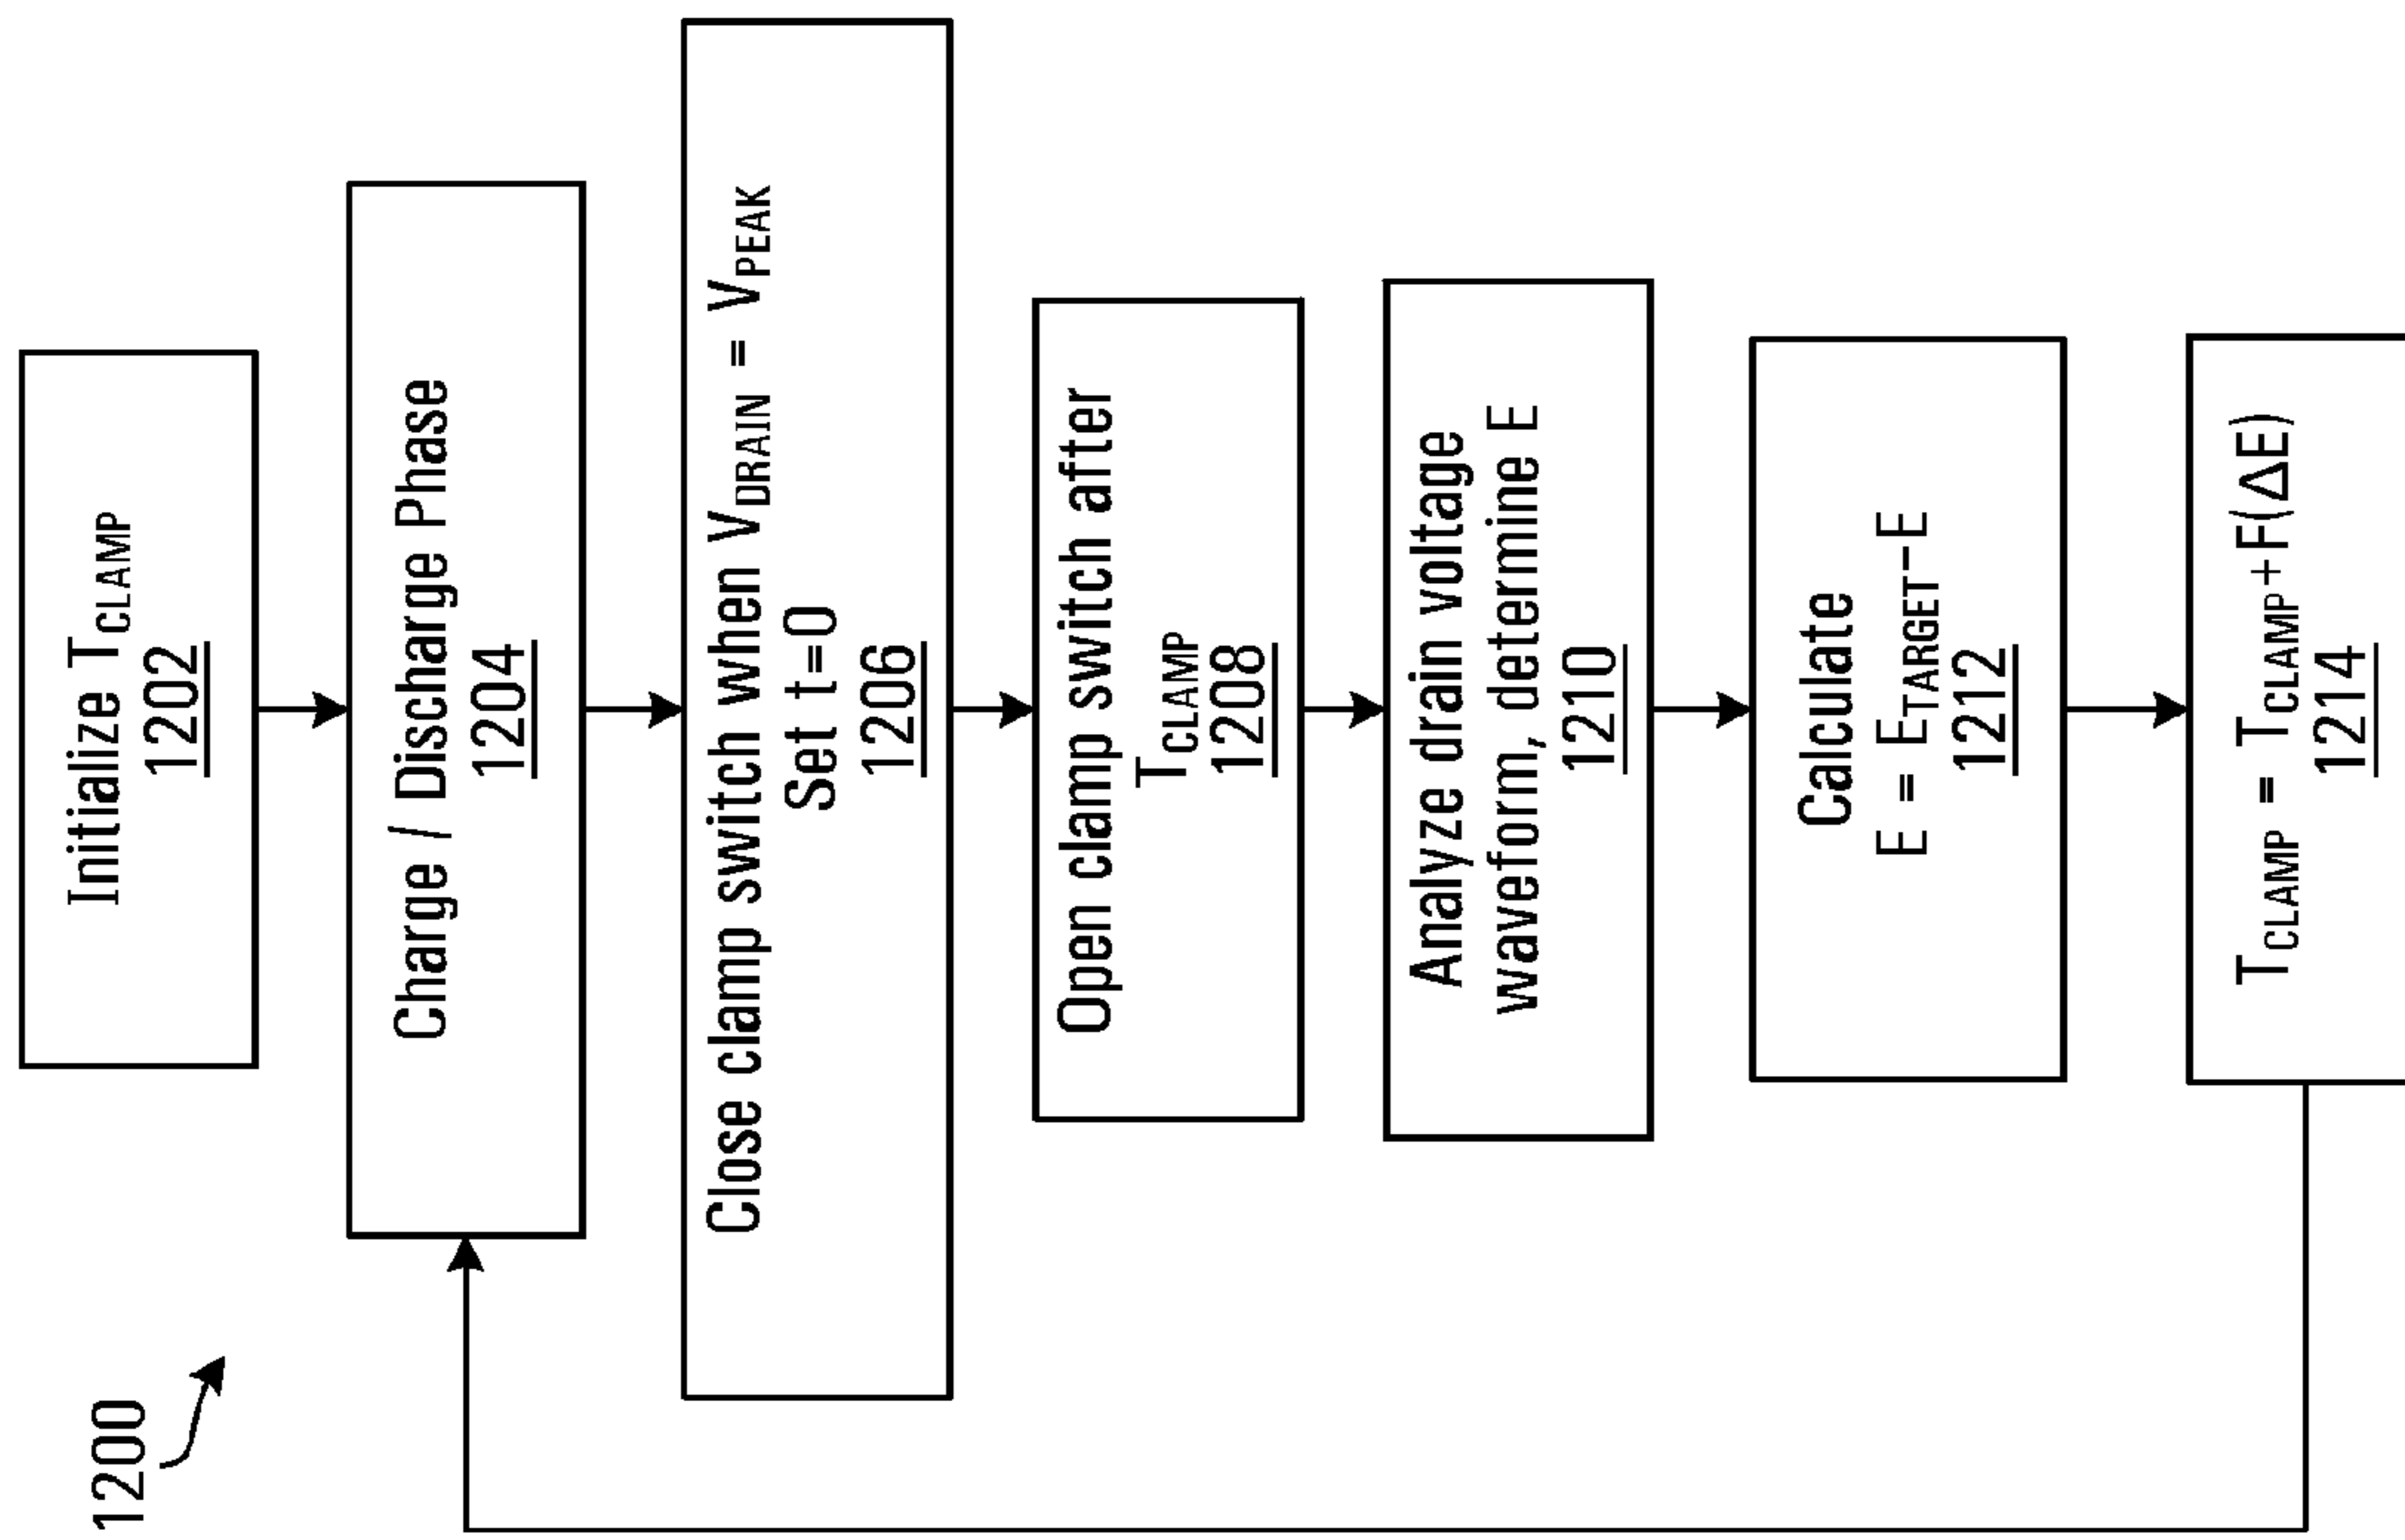 1200
Initialize TCLAMP
1202
Charge / Discharge Phase
1204
Close clamp switch when VDRAIN = VPEAK
Set t=0
1206
Open clamp switch after
TCLAMP
1208
Analyze drain voltage
waveform, determine E
1210
Calculate
E = ETARGET-E
1212
TCLAMP = TCLAMP+F(ΔE)
1214